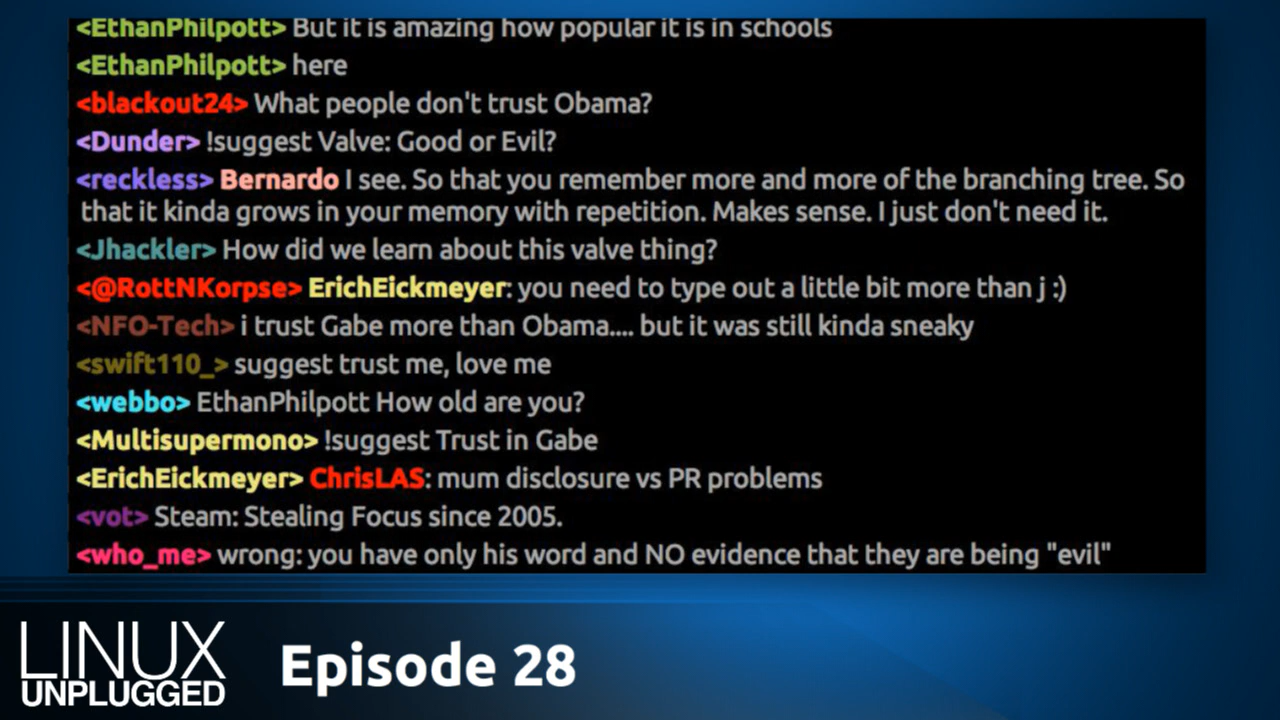 <EthanPhilpott> But it is amazing how popular it is in schools
<EthanPhilpott> here
<blackout24> What people don't trust Obama?
<Dunder> !suggest Valve: Good or Evil?
<reckless> Bernardo I see. So that you remember more and more of the branching tree. So
that it kinda grows in your memory with repetition. Makes sense. I just don't need it.
<Jhackler> How did we learn about this valve thing?
<@RottNKorpse> ErichEickmeyer: you need to type out a little bit more than j :)
<NFO-Tech> i trust Gabe more than Obama.... but it was still kinda sneaky
<swift110_> suggest trust me, love me
<webbo> EthanPhilpott How old are you?
<Multisupermono> !suggest Trust in Gabe
<ErichEickmeyer> ChrisLAS: mum disclosure vs PR problems
<vot> Steam: Stealing Focus since 2005.
<who_me> wrong: you have only his word and NO evidence that they are being "evil"
LINUX
UNPLUGGED
Episode 28